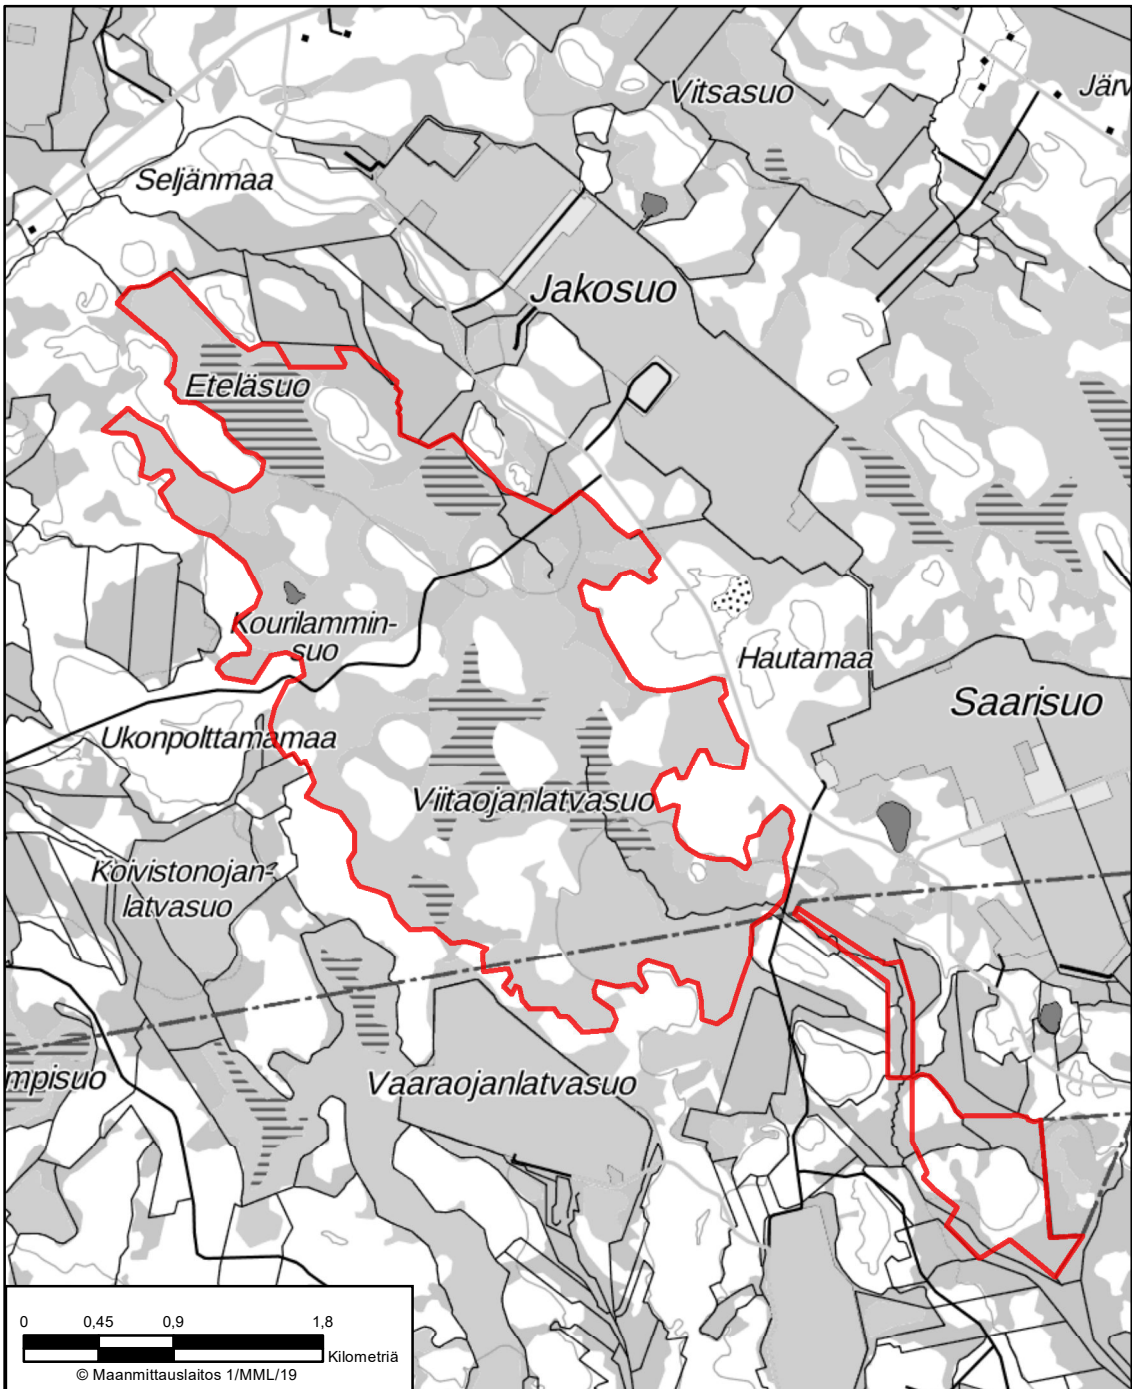 Vitsasuo
Järv
Seljänmaa
Jakosuo
Eteläsuo
Kourilammin-
suo
Hautamaa
Saarisuo
Ukonpolttamamaa
Viitaojanlatvasuo
Koivistonojan-
latvasuo
mpisuo
Vaaraojanlatvasuo
0 0,45 0,9 1,8
Kilometriä
© Maanmittauslaitos 1/MML/19